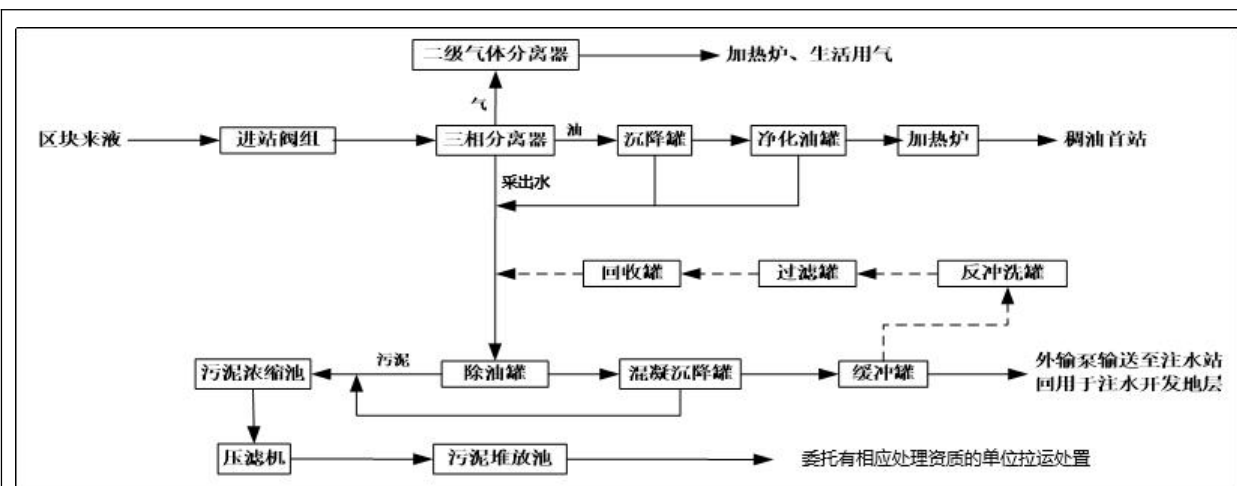 二级气体分离器
加热炉、生活用气
气
区块来液
进站阀组
三相分离器
油
沉降罐
净化油罐
加热炉
稠油首站
采出水
回收罐
过滤罐
反冲洗罐
污泥浓缩池
污泥
除油罐
混凝沉降罐
缓冲罐
外输泵输送至注水站
回用于注水开发地层
压滤机
污泥堆放池
委托有相应处理资质的单位拉运处置